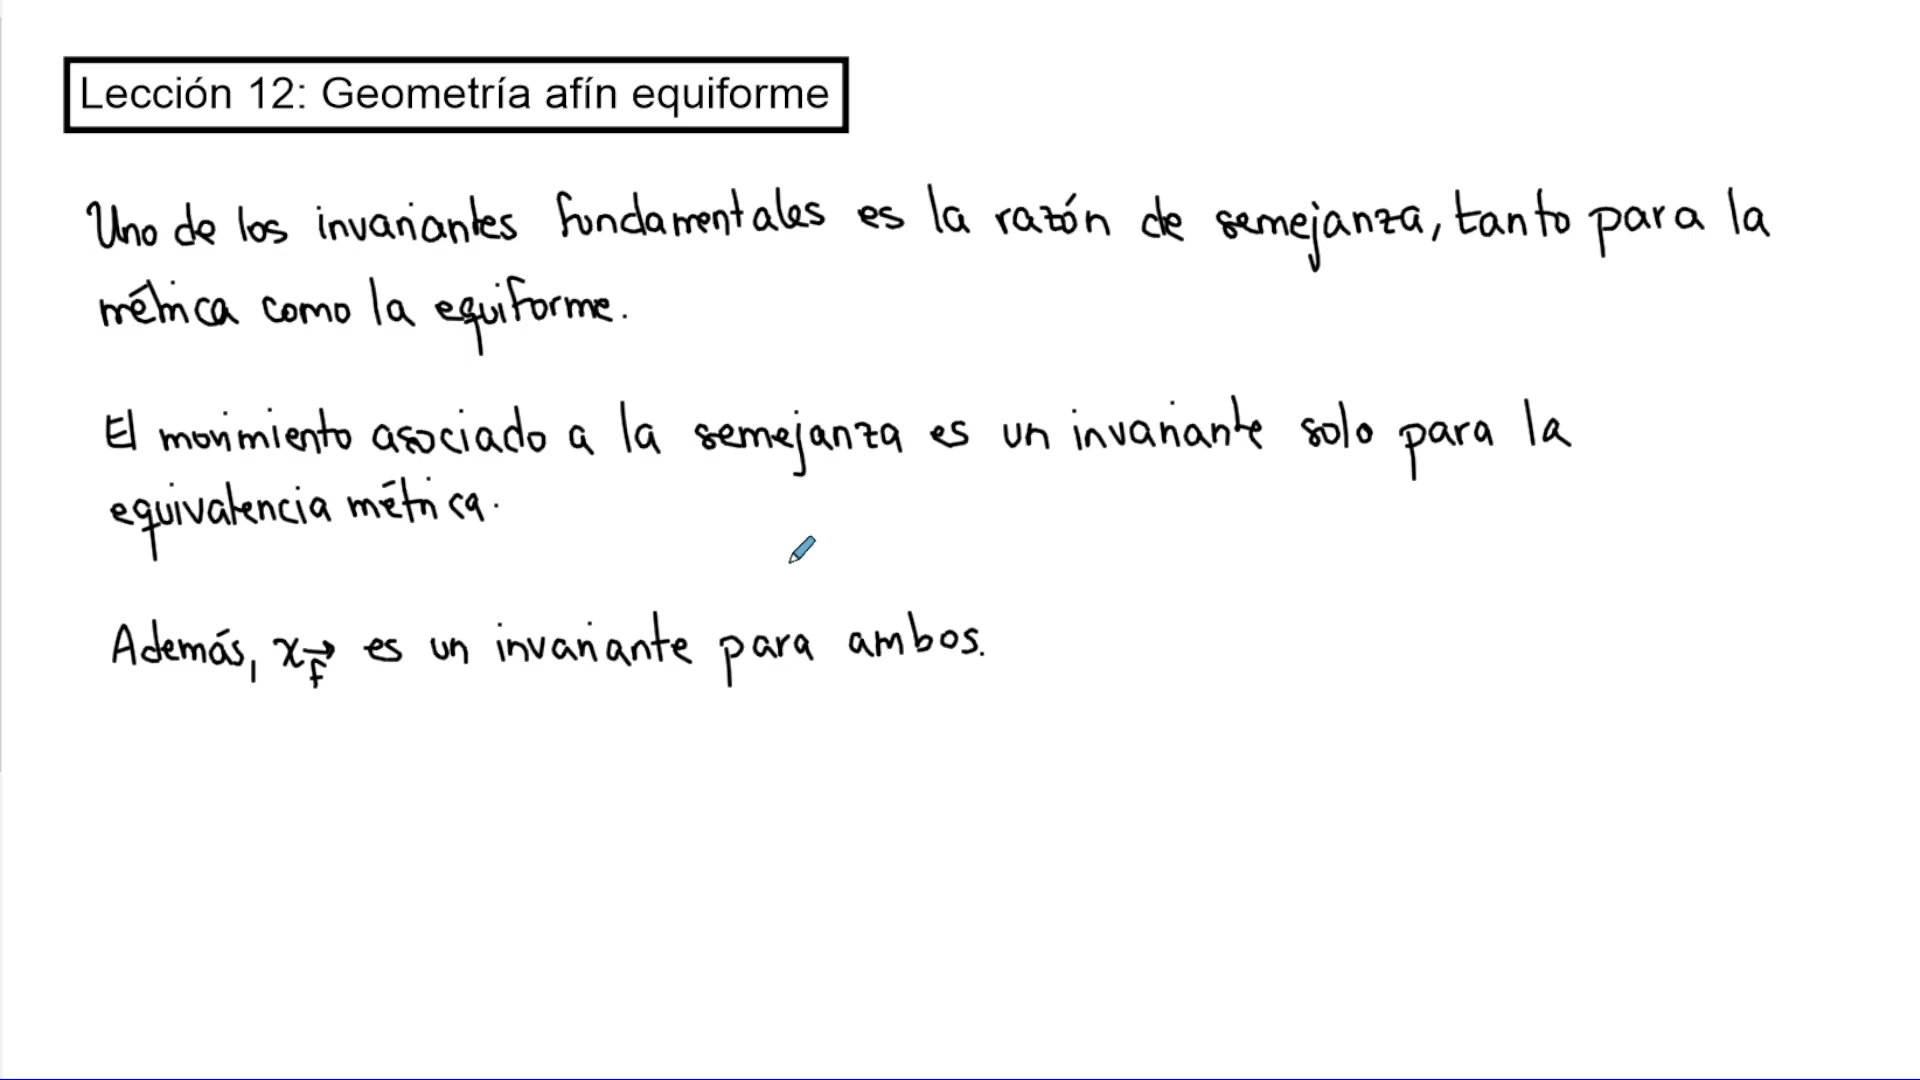 Lección 12: Geometría afín equiforme
Uno de los invariantes fundamentales es la razón de semejanza, tanto para la
métrica como la equiforme.
El movimiento asociado a la semejanza es un invariante solo para la
equivalencia métrica.
Además, x_{\vec{f}} es un invariante para ambos.